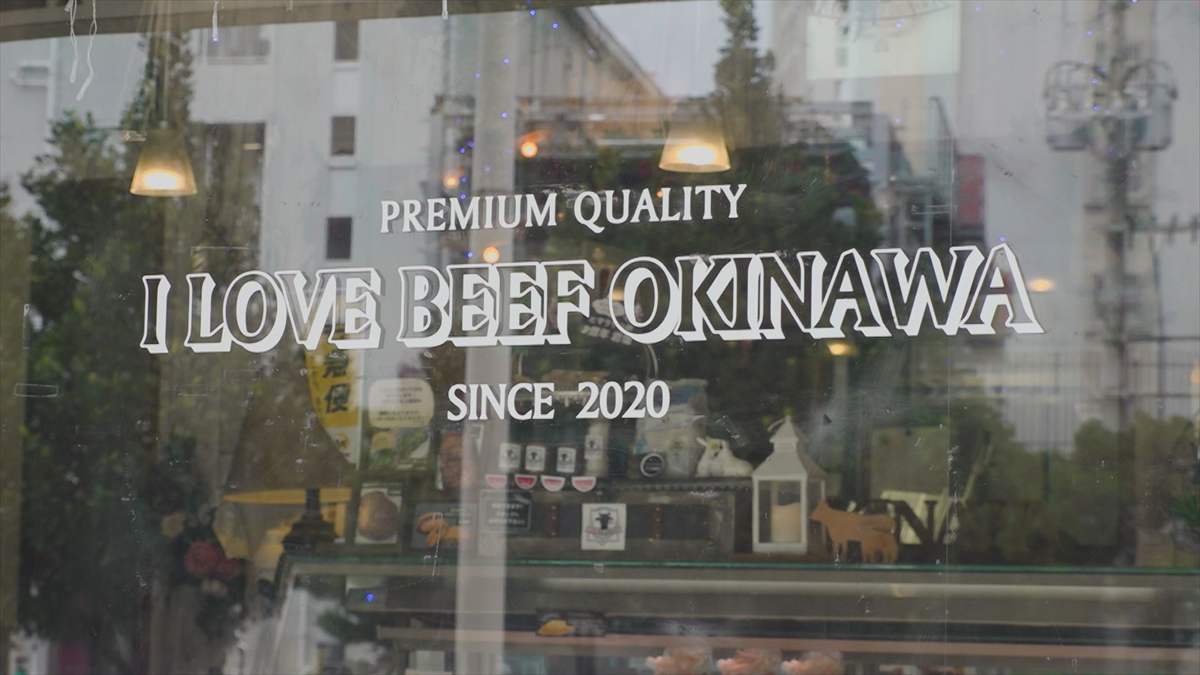 PREMIUM QUALITY
I LOVE BEEF OKINAWA
SINCE 2020